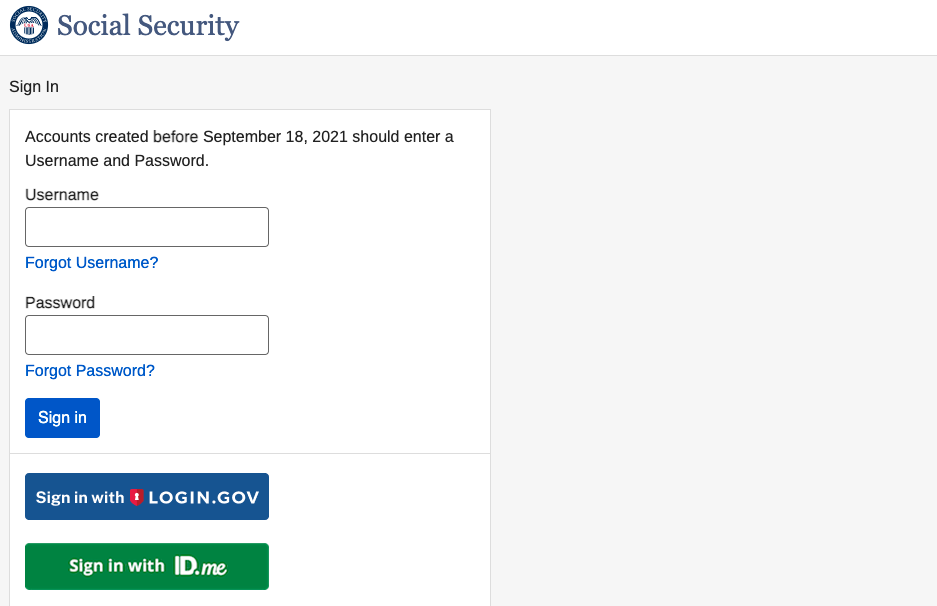 Social Security
Sign In
Accounts created before September 18, 2021 should enter a
Username and Password.
Username
Forgot Username?
Password
Forgot Password?
Sign in
Sign in with LOGIN.GOV
Sign in with ID.me